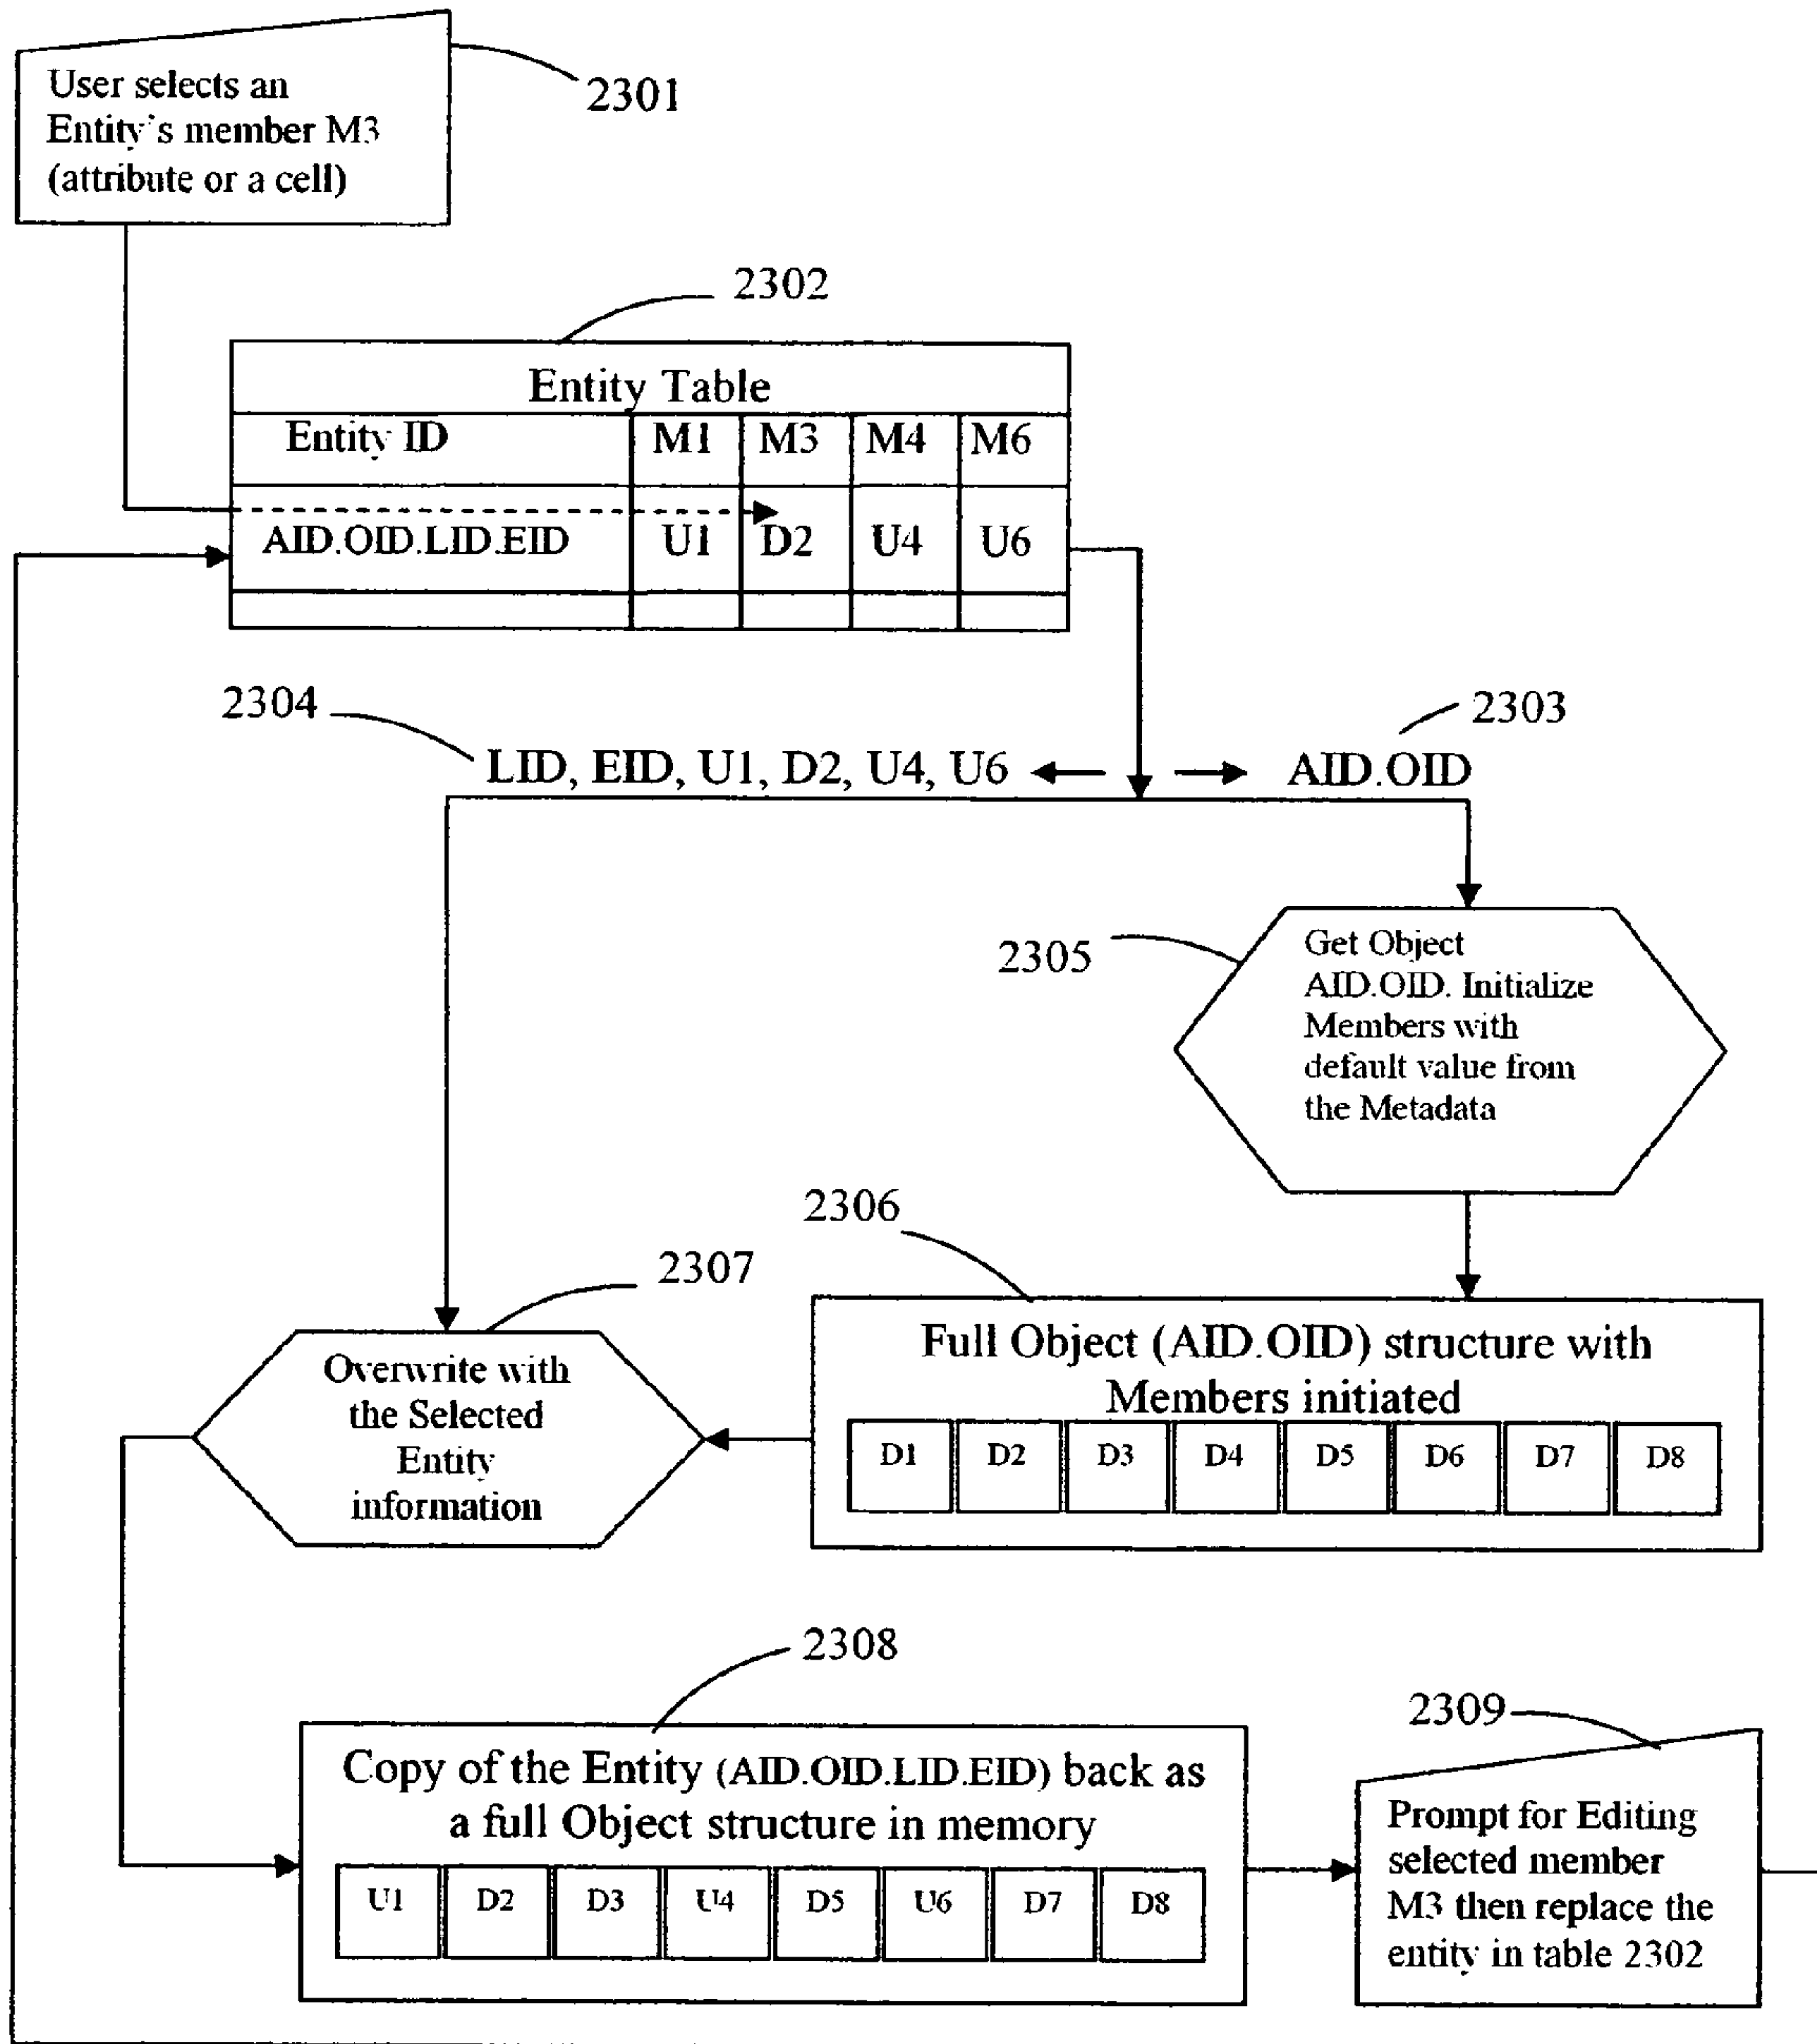 User selects an
Entity's member M3
(attribute or a cell)
2301
2302
Entity Table
Entity ID M1 M3 M4 M6
AID.OID.LID.EID U1 D2 U4 U6
2304
2303
LID, EID, U1, D2, U4, U6
AID.OID
2305
Get Object
AID.OID. Initialize
Members with
default value from
the Metadata
2306
2307
Full Object (AID.OID) structure with
Members initiated
D1 D2 D3 D4 D5 D6 D7 D8
Overwrite with
the Selected
Entity
information
2308
2309
Copy of the Entity (AID.OID.LID.EID) back as
a full Object structure in memory
U1 D2 D3 U4 D5 U6 D7 D8
Prompt for Editing
selected member
M3 then replace the
entity in table 2302